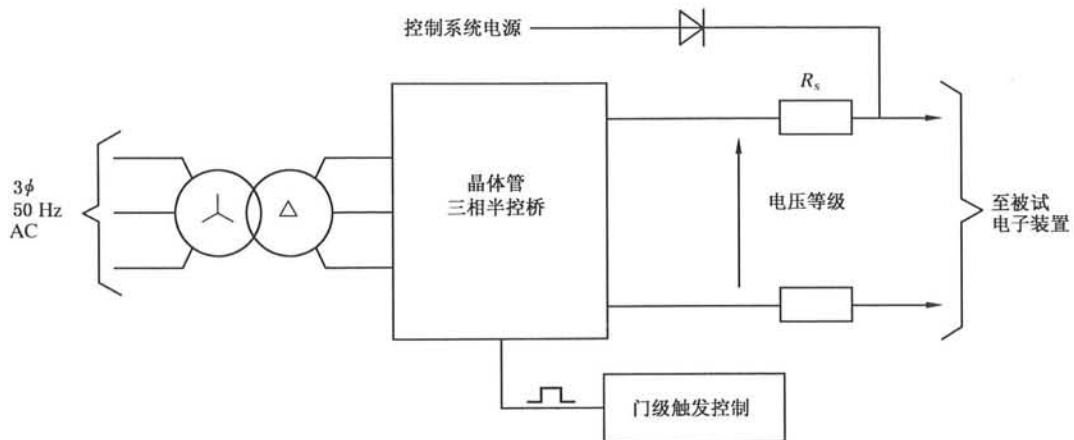 控制系统电源
R_s
3ϕ
50 Hz
AC
晶体管
三相半控桥
电压等级
至被试
电子装置
门级触发控制